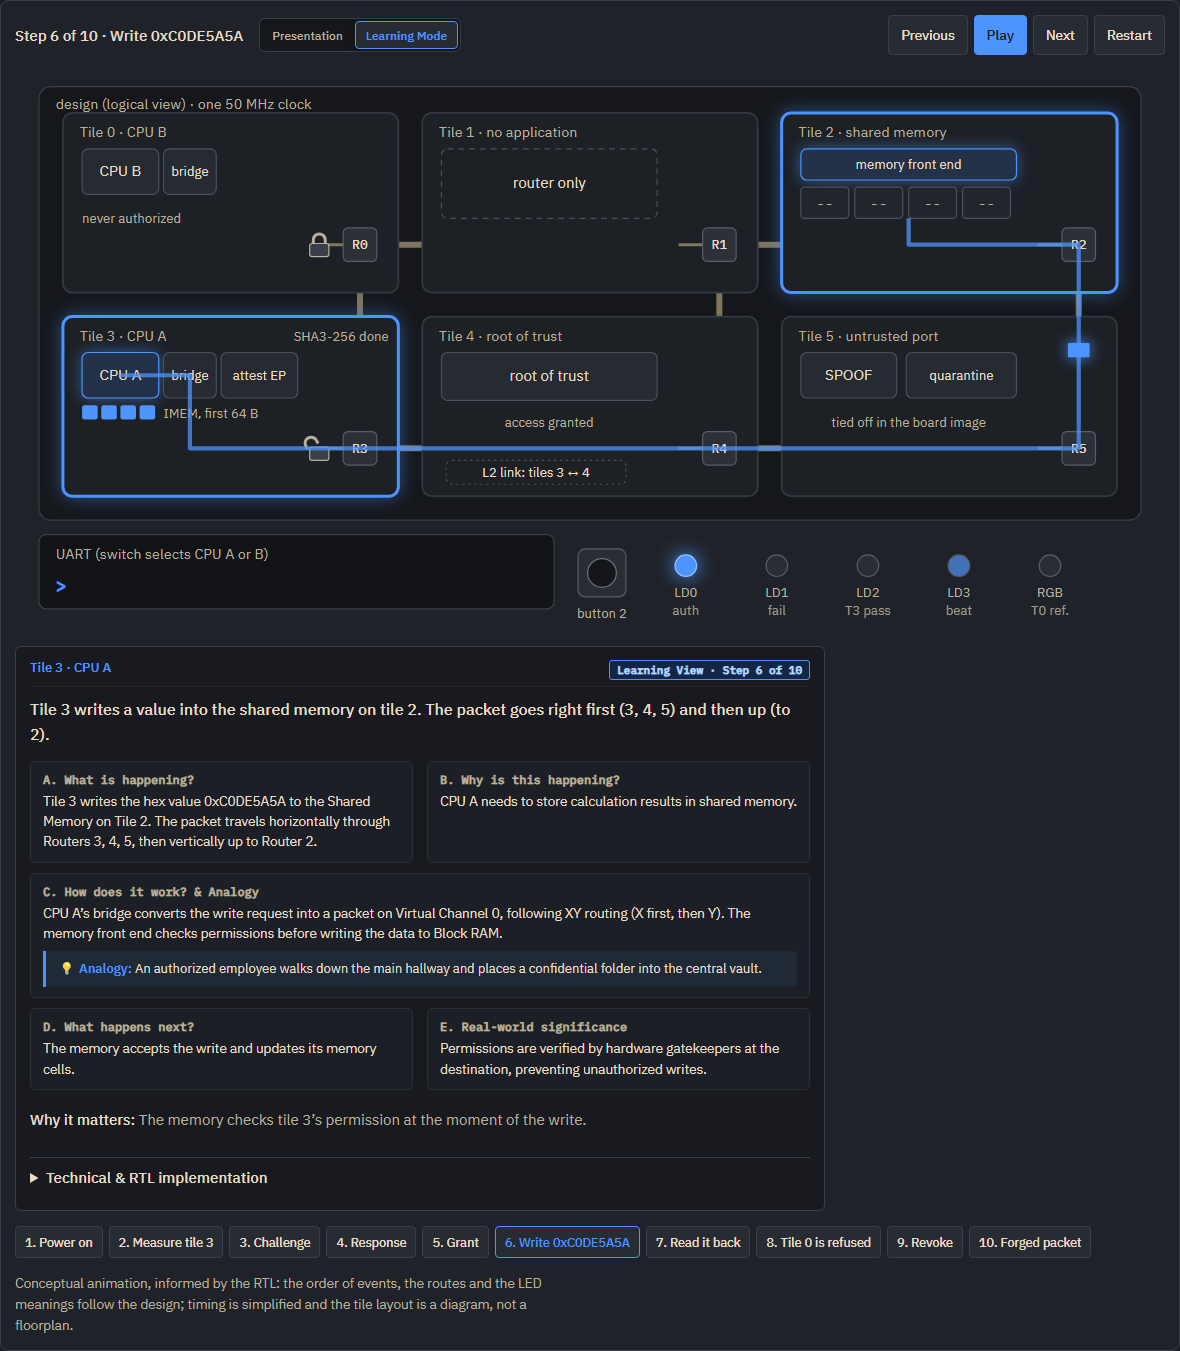 Step 6 of 10 · Write 0xC0DE5A5A
Presentation
Learning Mode
Previous
Play
Next
Restart
design (logical view) · one 50 MHz clock
Tile 0 · CPU B
CPU B
bridge
never authorized
R0
Tile 1 · no application
router only
R1
Tile 2 · shared memory
memory front end
--
--
--
--
R2
Tile 3 · CPU A
SHA3-256 done
CPU A
bridge
attest EP
IMEM, first 64 B
R3
Tile 4 · root of trust
root of trust
access granted
R4
L2 link: tiles 3 ↔ 4
Tile 5 · untrusted port
SPOOF
quarantine
tied off in the board image
R5
UART (switch selects CPU A or B)
>
button 2
LD0
auth
LD1
fail
LD2
T3 pass
LD3
beat
RGB
T0 ref.
Tile 3 · CPU A
Learning View · Step 6 of 10
Tile 3 writes a value into the shared memory on tile 2. The packet goes right first (3, 4, 5) and then up (to
2).
A. What is happening?
Tile 3 writes the hex value 0xC0DE5A5A to the Shared
Memory on Tile 2. The packet travels horizontally through
Routers 3, 4, 5, then vertically up to Router 2.
B. Why is this happening?
CPU A needs to store calculation results in shared memory.
C. How does it work? & Analogy
CPU A’s bridge converts the write request into a packet on Virtual Channel 0, following XY routing (X first, then Y). The
memory front end checks permissions before writing the data to Block RAM.
💡 Analogy: An authorized employee walks down the main hallway and places a confidential folder into the central vault.
D. What happens next?
The memory accepts the write and updates its memory
cells.
E. Real-world significance
Permissions are verified by hardware gatekeepers at the
destination, preventing unauthorized writes.
Why it matters: The memory checks tile 3’s permission at the moment of the write.
▶ Technical & RTL implementation
1. Power on
2. Measure tile 3
3. Challenge
4. Response
5. Grant
6. Write 0xC0DE5A5A
7. Read it back
8. Tile 0 is refused
9. Revoke
10. Forged packet
Conceptual animation, informed by the RTL: the order of events, the routes and the LED
meanings follow the design; timing is simplified and the tile layout is a diagram, not a
floorplan.